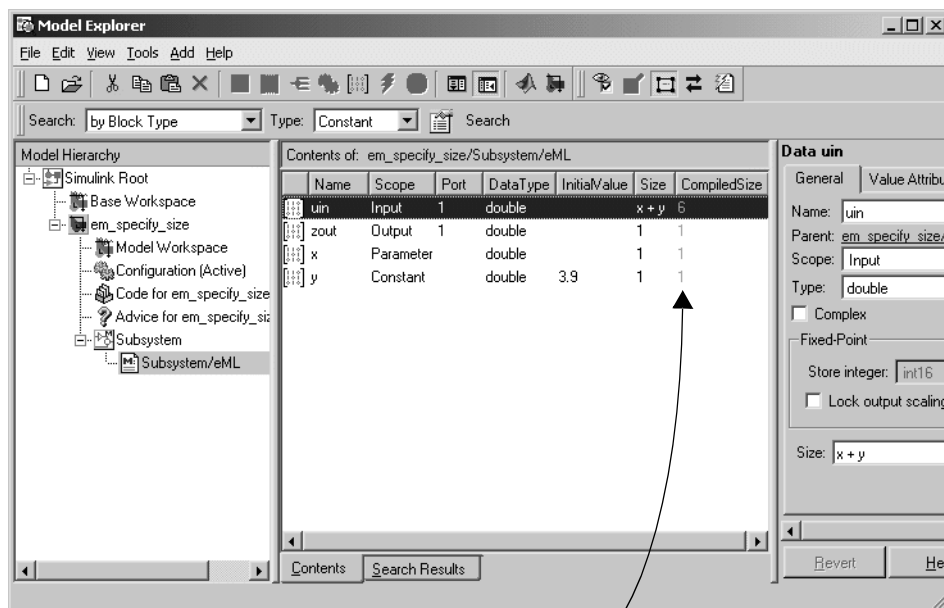 Model Explorer
File Edit View Tools Add Help
Search: by Block Type Type: Constant Search
Model Hierarchy
Simulink Root
Base Workspace
em_specify_size
Model Workspace
Configuration (Active)
Code for em_specify_size
Advice for em_specify_siz
Subsystem
Subsystem/eML
Contents of: em_specify_size/Subsystem/eML
Name Scope Port DataType InitialValue Size CompiledSize
uin Input 1 double x + y 6
zout Output 1 double 1 1
x Parameter double 1 1
y Constant double 3.9 1 1
Contents Search Results
Data uin
General Value Attribu
Name: uin
Parent: em_specify_size/
Scope: Input
Type: double
Complex
Fixed-Point
Store integer: int16
Lock output scaling
Size: x + y
Revert He